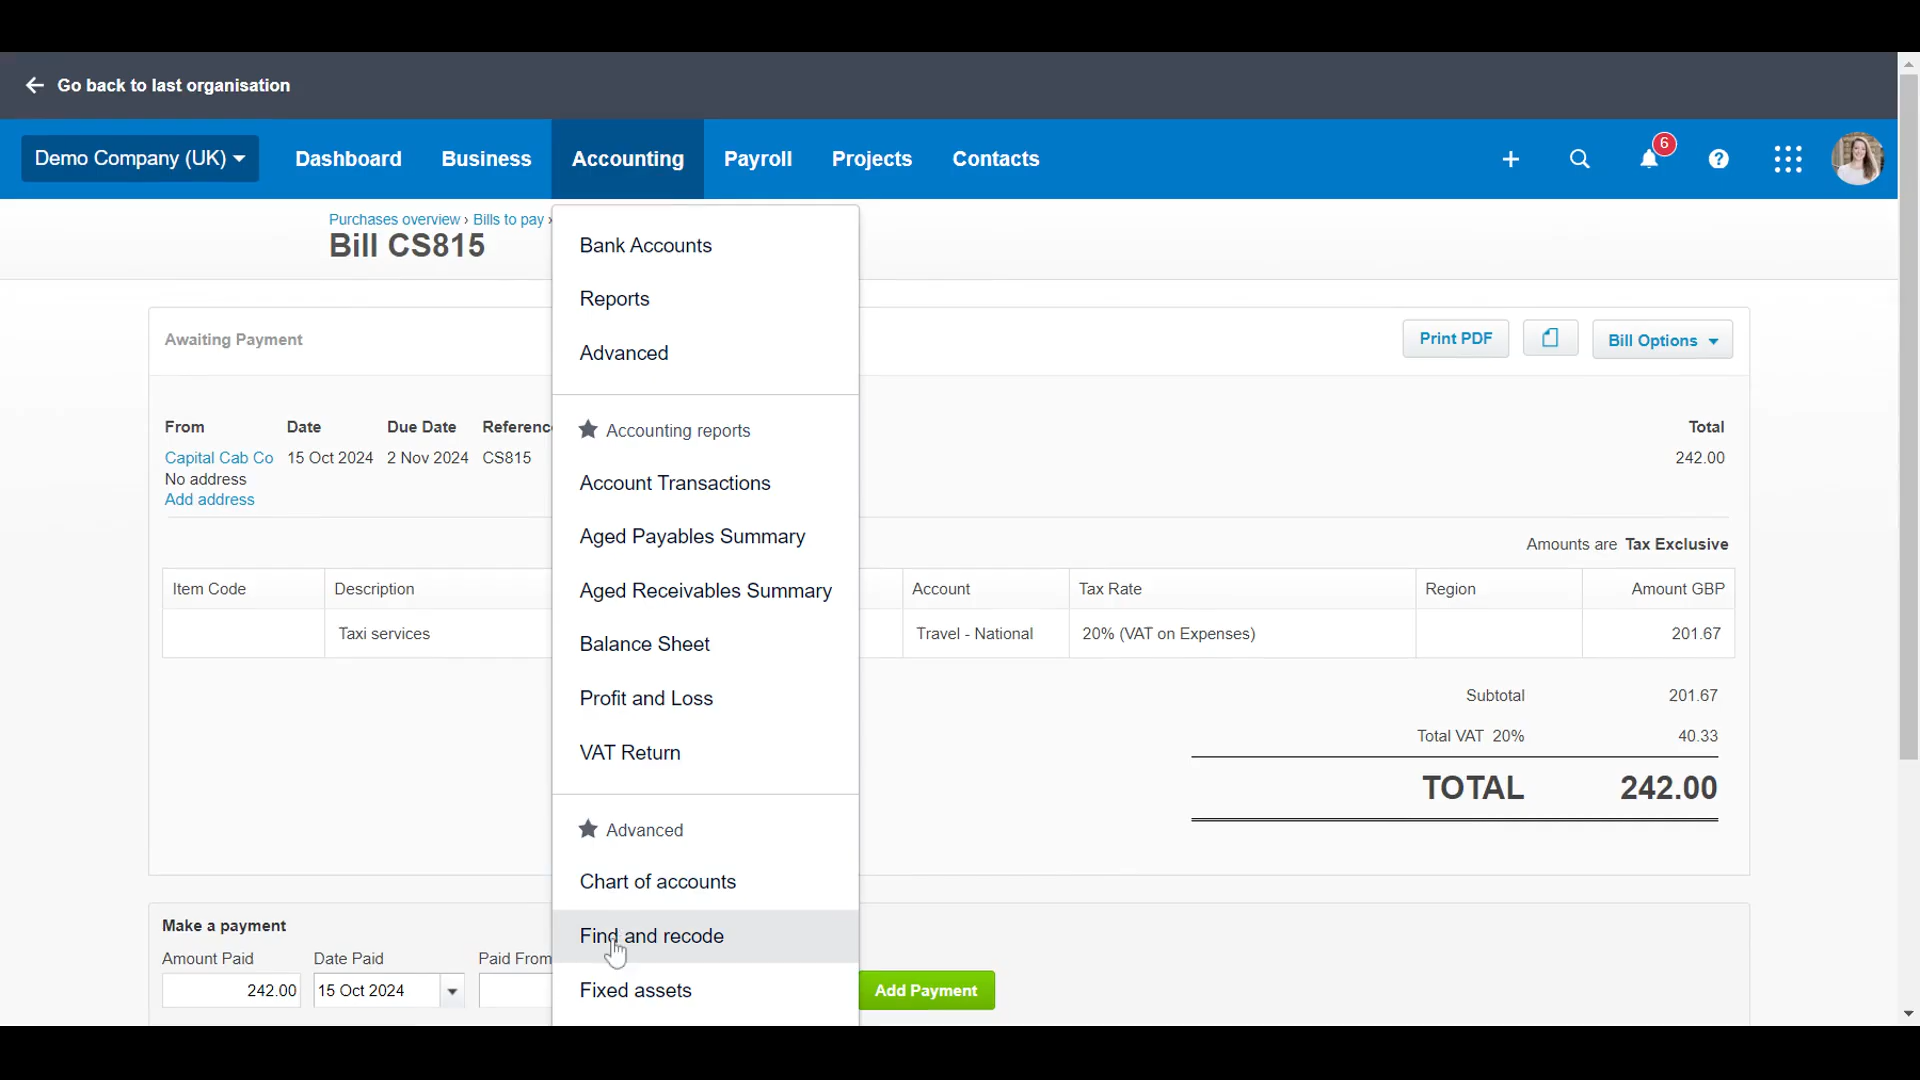 Go back to last organisation
Demo Company (UK) Dashboard Business Accounting Payroll Projects Contacts 6
Purchases overview › Bills to pay ›
Bill CS815
Bank Accounts
Reports
Advanced
Accounting reports
Account Transactions
Aged Payables Summary
Aged Receivables Summary
Balance Sheet
Profit and Loss
VAT Return
Advanced
Chart of accounts
Find and recode
Fixed assets
Awaiting Payment
Print PDF Bill Options
From Date Due Date Referenc Total
Capital Cab Co 15 Oct 2024 2 Nov 2024 CS815 242.00
No address
Add address
Amounts are Tax Exclusive
Item Code Description Account Tax Rate Region Amount GBP
Taxi services Travel - National 20% (VAT on Expenses) 201.67
Subtotal 201.67
Total VAT 20% 40.33
TOTAL 242.00
Make a payment
Amount Paid Date Paid Paid From
242.00 15 Oct 2024 Add Payment